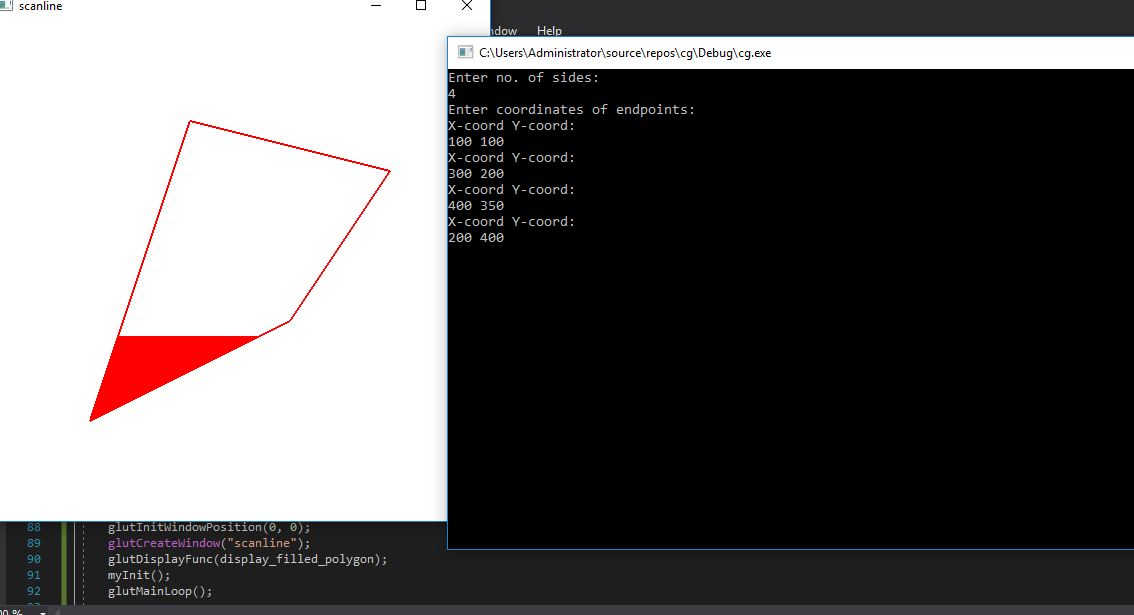 scanline
ndow Help
C:\Users\Administrator\source\repos\cg\Debug\cg.exe
Enter no. of sides:
4
Enter coordinates of endpoints:
X-coord Y-coord:
100 100
X-coord Y-coord:
300 200
X-coord Y-coord:
400 350
X-coord Y-coord:
200 400
88 glutInitWindowPosition(0, 0);
89 glutCreateWindow("scanline");
90 glutDisplayFunc(display_filled_polygon);
91 myInit();
92 glutMainLoop();